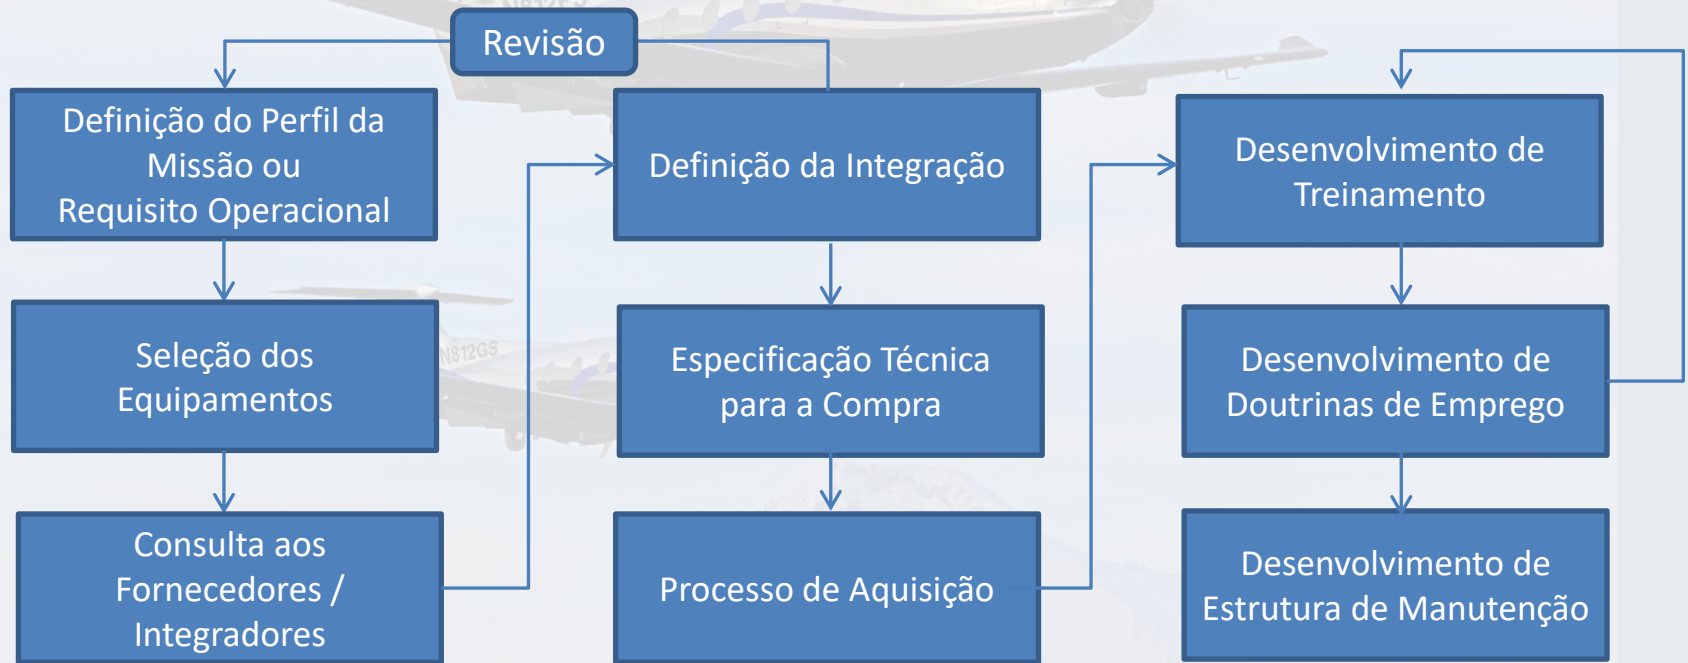 N812PS
Revisão
Definição do Perfil da
Missão ou
Requisito Operacional
Seleção dos
Equipamentos
Consulta aos
Fornecedores /
Integradores
Definição da Integração
Especificação Técnica
para a Compra
Processo de Aquisição
Desenvolvimento de
Treinamento
Desenvolvimento de
Doutrinas de Emprego
Desenvolvimento de
Estrutura de Manutenção
N812GS